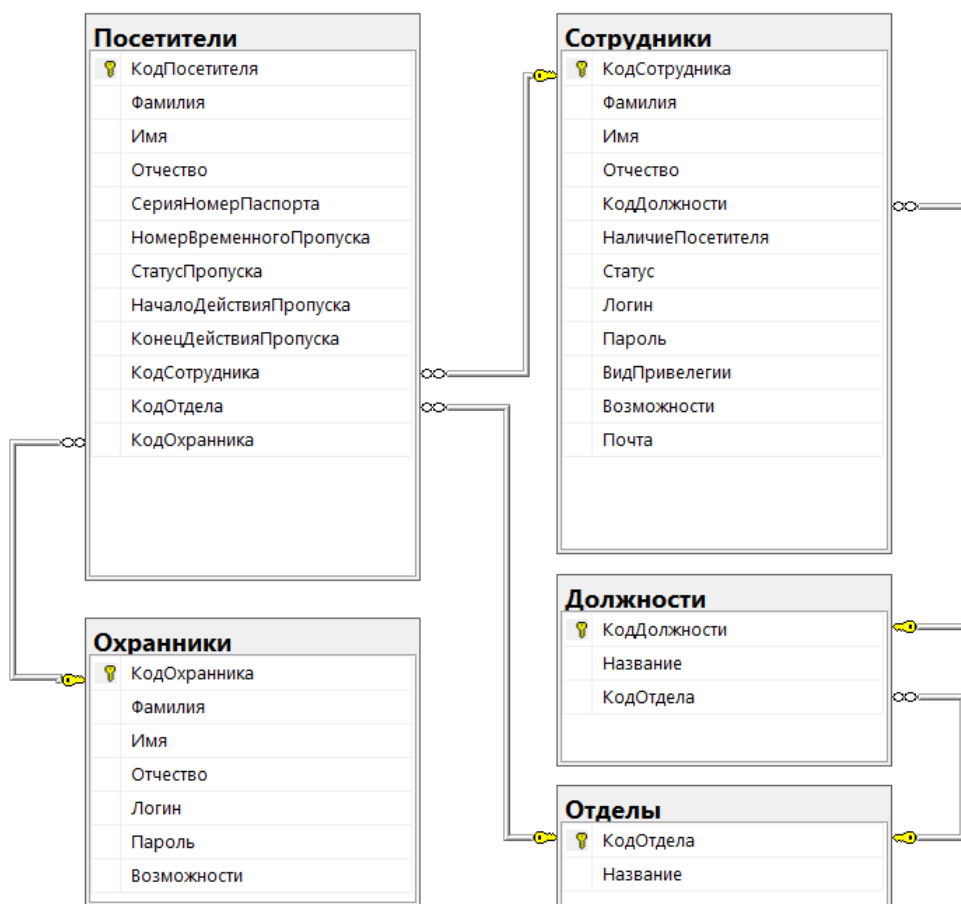 Посетители
КодПосетителя
Фамилия
Имя
Отчество
СерияНомерПаспорта
НомерВременногоПропуска
СтатусПропуска
НачалоДействияПропуска
КонецДействияПропуска
КодСотрудника
КодОтдела
КодОхранника
Охранники
КодОхранника
Фамилия
Имя
Отчество
Логин
Пароль
Возможности
Сотрудники
КодСотрудника
Фамилия
Имя
Отчество
КодДолжности
НаличиеПосетителя
Статус
Логин
Пароль
ВидПривелегии
Возможности
Почта
Должности
КодДолжности
Название
КодОтдела
Отделы
КодОтдела
Название